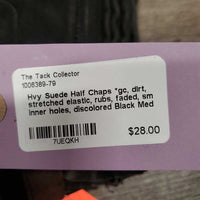 The Tack Collector
1006389-79
Hvy Suede Half Chaps *gc, dirt,
stretched elastic, rubs, faded, sm
inner holes, discolored Black Med
7UEQKH
$28.00